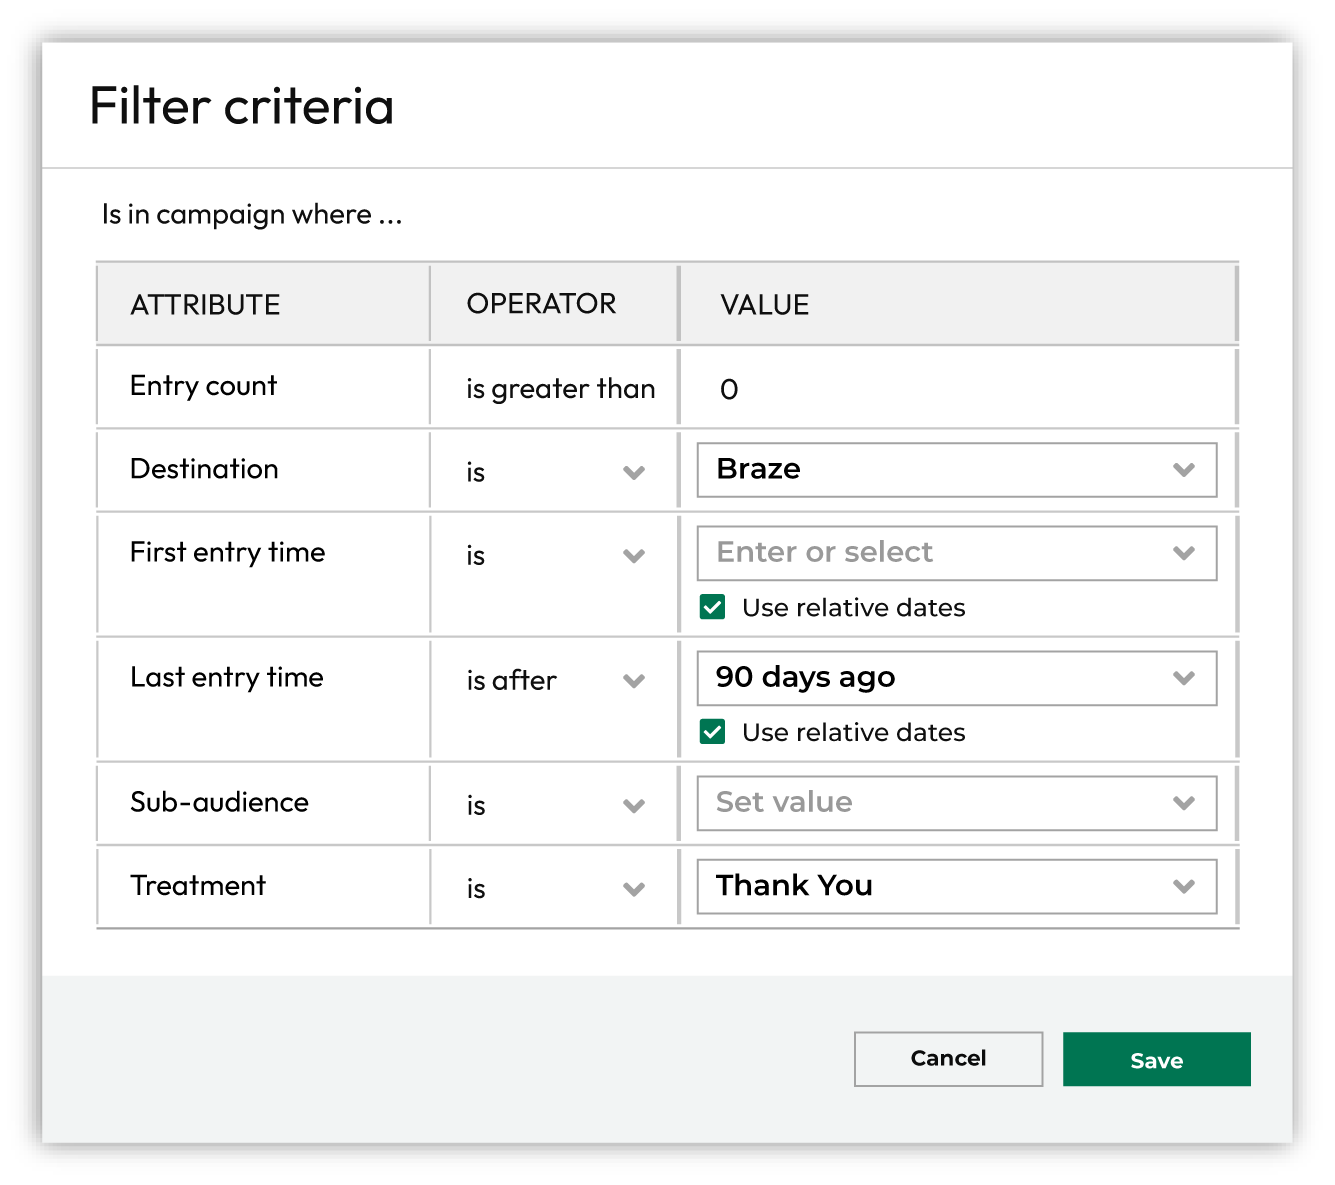 Filter criteria
Is in campaign where ...
ATTRIBUTE OPERATOR VALUE
Entry count is greater than 0
Destination is Braze
First entry time is Enter or select
Use relative dates
Last entry time is after 90 days ago
Use relative dates
Sub-audience is Set value
Treatment is Thank You
Cancel Save